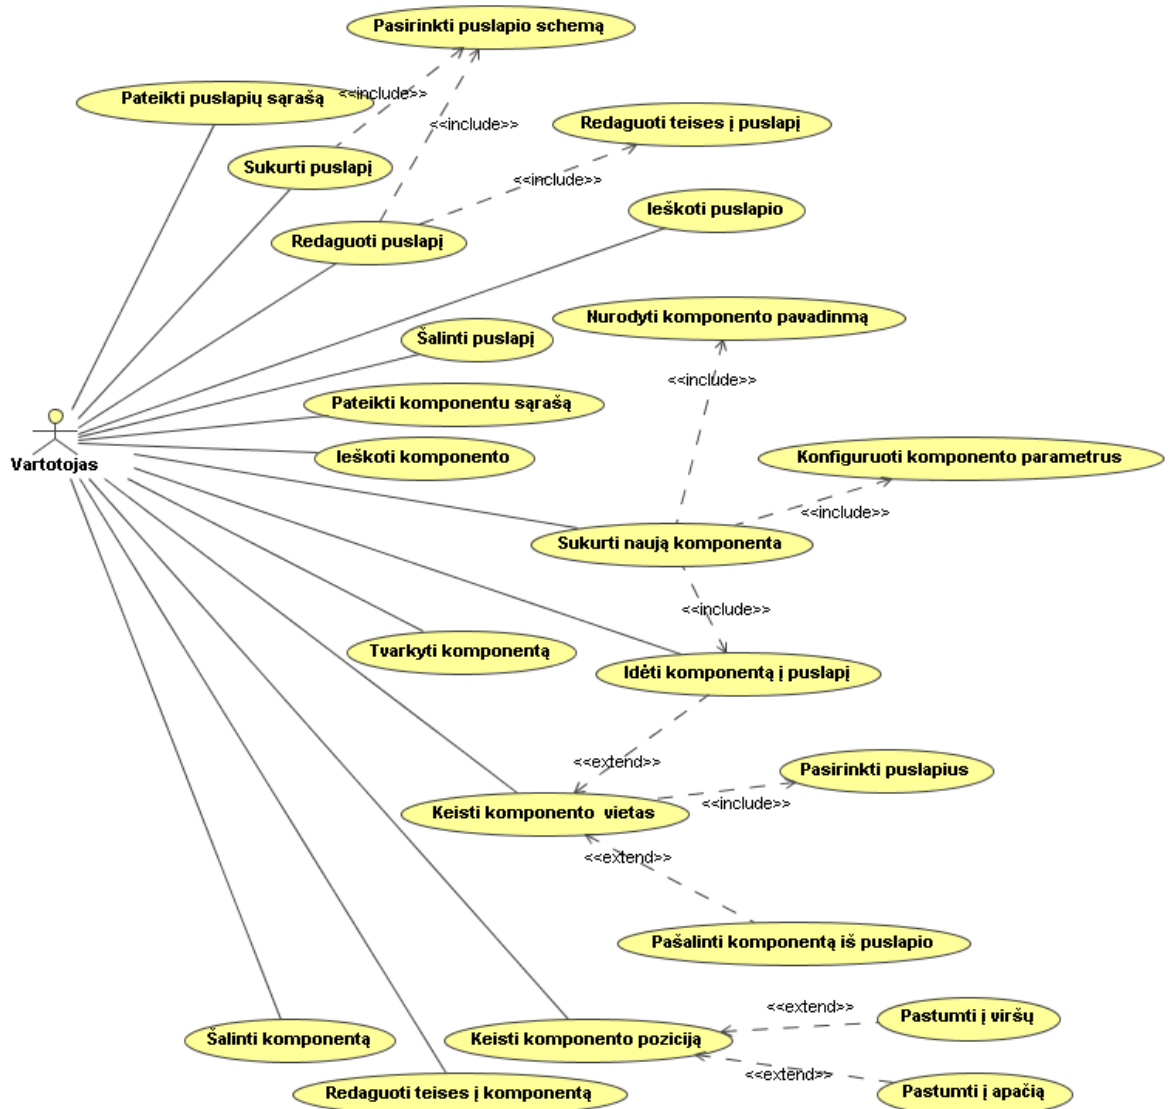 Pasirinkti puslapio schemą
Pateikti puslapių sąrašą
<<include>>
<<include>>
Redaguoti teises į puslapį
Sukurti puslapį
<<include>>
Ieškoti puslapio
Redaguoti puslapį
Nurodyti komponento pavadinmą
Šalinti puslapį
<<include>>
Pateikti komponentu sąrašą
Vartotojas
Ieškoti komponento
Konfiguruoti komponento parametrus
<<include>>
Sukurti naują komponenta
<<include>>
Tvarkyti komponentą
Idėti komponentą į puslapį
<<extend>>
Pasirinkti puslapius
<<include>>
Keisti komponento vietas
<<extend>>
Pašalinti komponentą iš puslapio
<<extend>>
Pastumti į viršų
Šalinti komponentą
Keisti komponento poziciją
<<extend>>
Redaguoti teises į komponentą
Pastumti į apačią